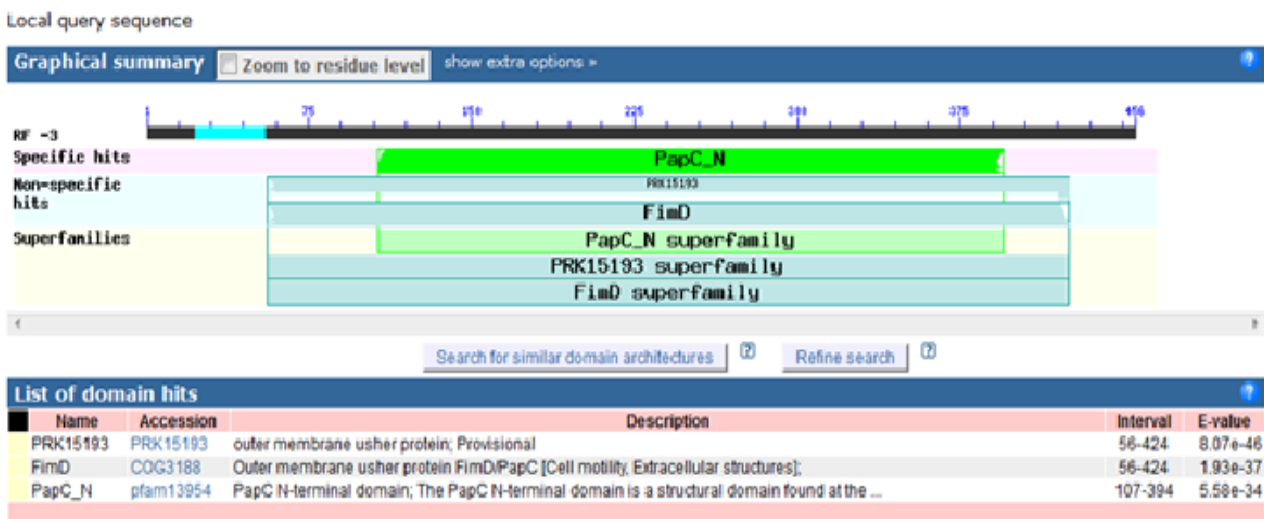 Local query sequence
Graphical summary Zoom to residue level show extra options »
1 75 150 225 300 375 456
RF -3
Specific hits PapC_N
Non-specific hits PRK15193
FimD
Superfamilies PapC_N superfamily
PRK15193 superfamily
FimD superfamily
Search for similar domain architectures ? Refine search ?
List of domain hits ?
Name Accession Description Interval E-value
PRK15193 PRK15193 outer membrane usher protein; Provisional 56-424 8.07e-46
FimD COG3188 Outer membrane usher protein FimD/PapC [Cell motility, Extracellular structures]; 56-424 1.93e-37
PapC_N pfam13954 PapC N-terminal domain; The PapC N-terminal domain is a structural domain found at the ... 107-394 5.58e-34